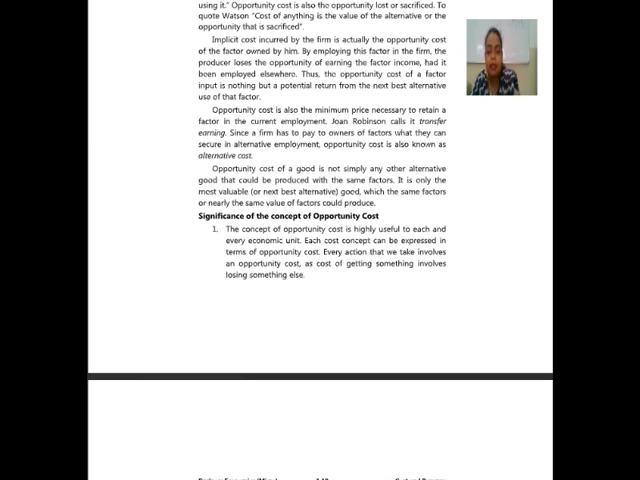 using it." Opportunity cost is also the opportunity lost or sacrificed. To
quote Watson "Cost of anything is the value of the alternative or the
opportunity that is sacrificed".
Implicit cost incurred by the firm is actually the opportunity cost
of the factor owned by him. By employing this factor in the firm, the
producer loses the opportunity of earning the factor income, had it
been employed elsewhere. Thus, the opportunity cost of a factor
input is nothing but a potential return from the next best alternative
use of that factor.
Opportunity cost is also the minimum price necessary to retain a
factor in the current employment. Joan Robinson calls it transfer
earning. Since a firm has to pay to owners of factors what they can
secure in alternative employment, opportunity cost is also known as
alternative cost.
Opportunity cost of a good is not simply any other alternative
good that could be produced with the same factors. It is only the
most valuable (or next best alternative) good, which the same factors
or nearly the same value of factors could produce.
Significance of the concept of Opportunity Cost
1. The concept of opportunity cost is highly useful to each and
every economic unit. Each cost concept can be expressed in
terms of opportunity cost. Every action that we take involves
an opportunity cost, as cost of getting something involves
losing something else.